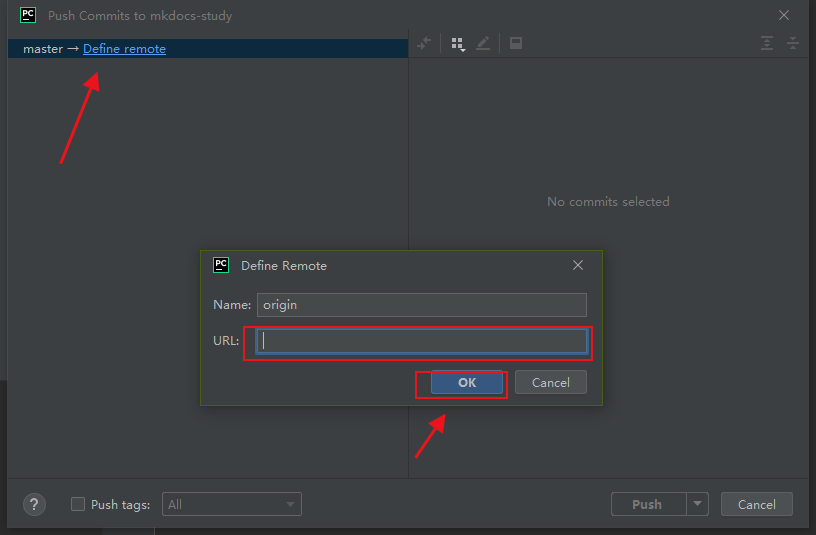 PC Push Commits to mkdocs-study
master → Define remote
No commits selected
PC Define Remote
Name: origin
URL:
OK Cancel
? Push tags: All Push Cancel